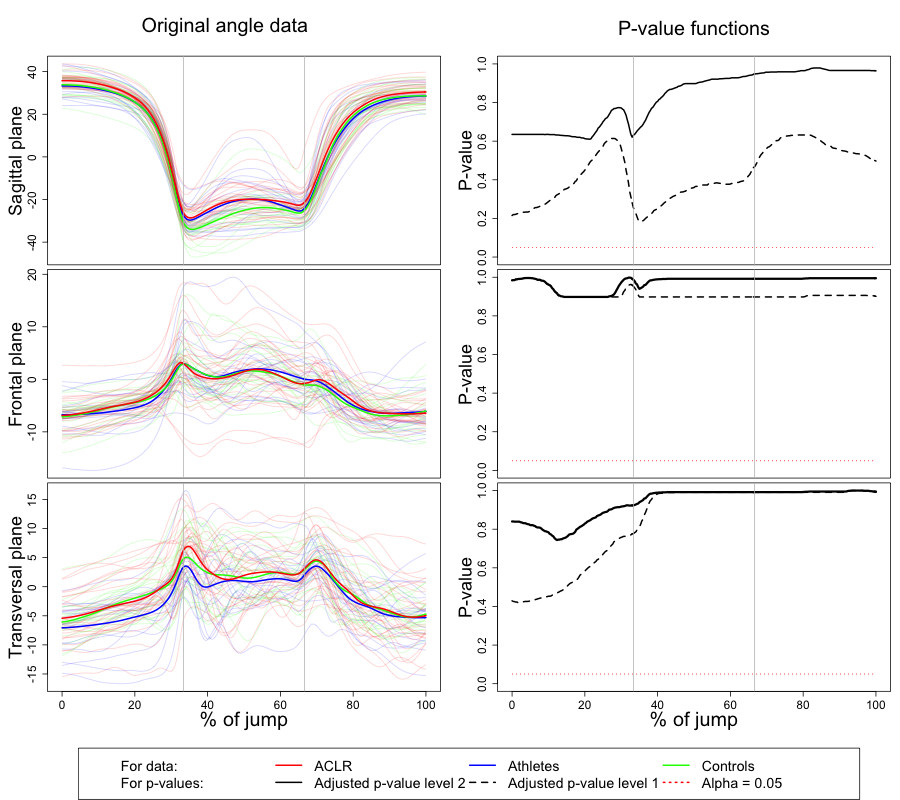 Original angle data
P-value functions
Sagittal plane
40
20
0
-20
-40
P-value
1.0
0.8
0.6
0.4
0.2
0.0
Frontal plane
20
10
0
-10
P-value
1.0
0.8
0.6
0.4
0.2
0.0
Transversal plane
15
10
5
0
-5
-10
-15
P-value
1.0
0.8
0.6
0.4
0.2
0.0
0 20 40 60 80 100
0 20 40 60 80 100
% of jump
% of jump
For data: ACLR Athletes Controls
For p-values: Adjusted p-value level 2 Adjusted p-value level 1 Alpha = 0.05